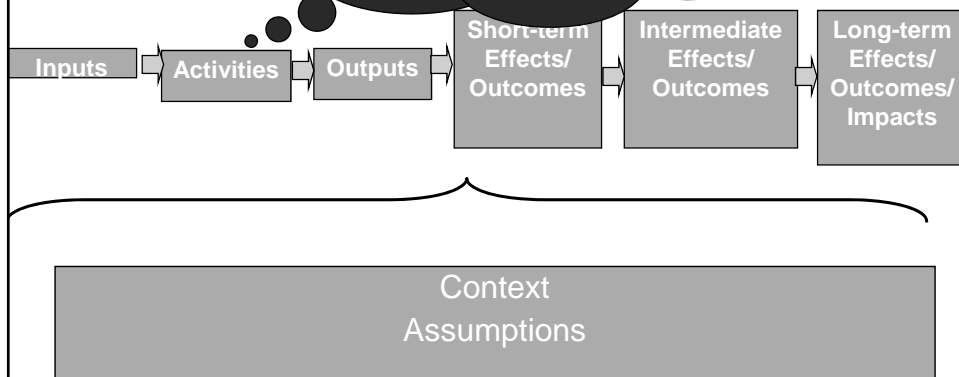 Inputs
Activities
Outputs
Short-term
Effects/
Outcomes
Intermediate
Effects/
Outcomes
Long-term
Effects/
Outcomes/
Impacts
Context
Assumptions